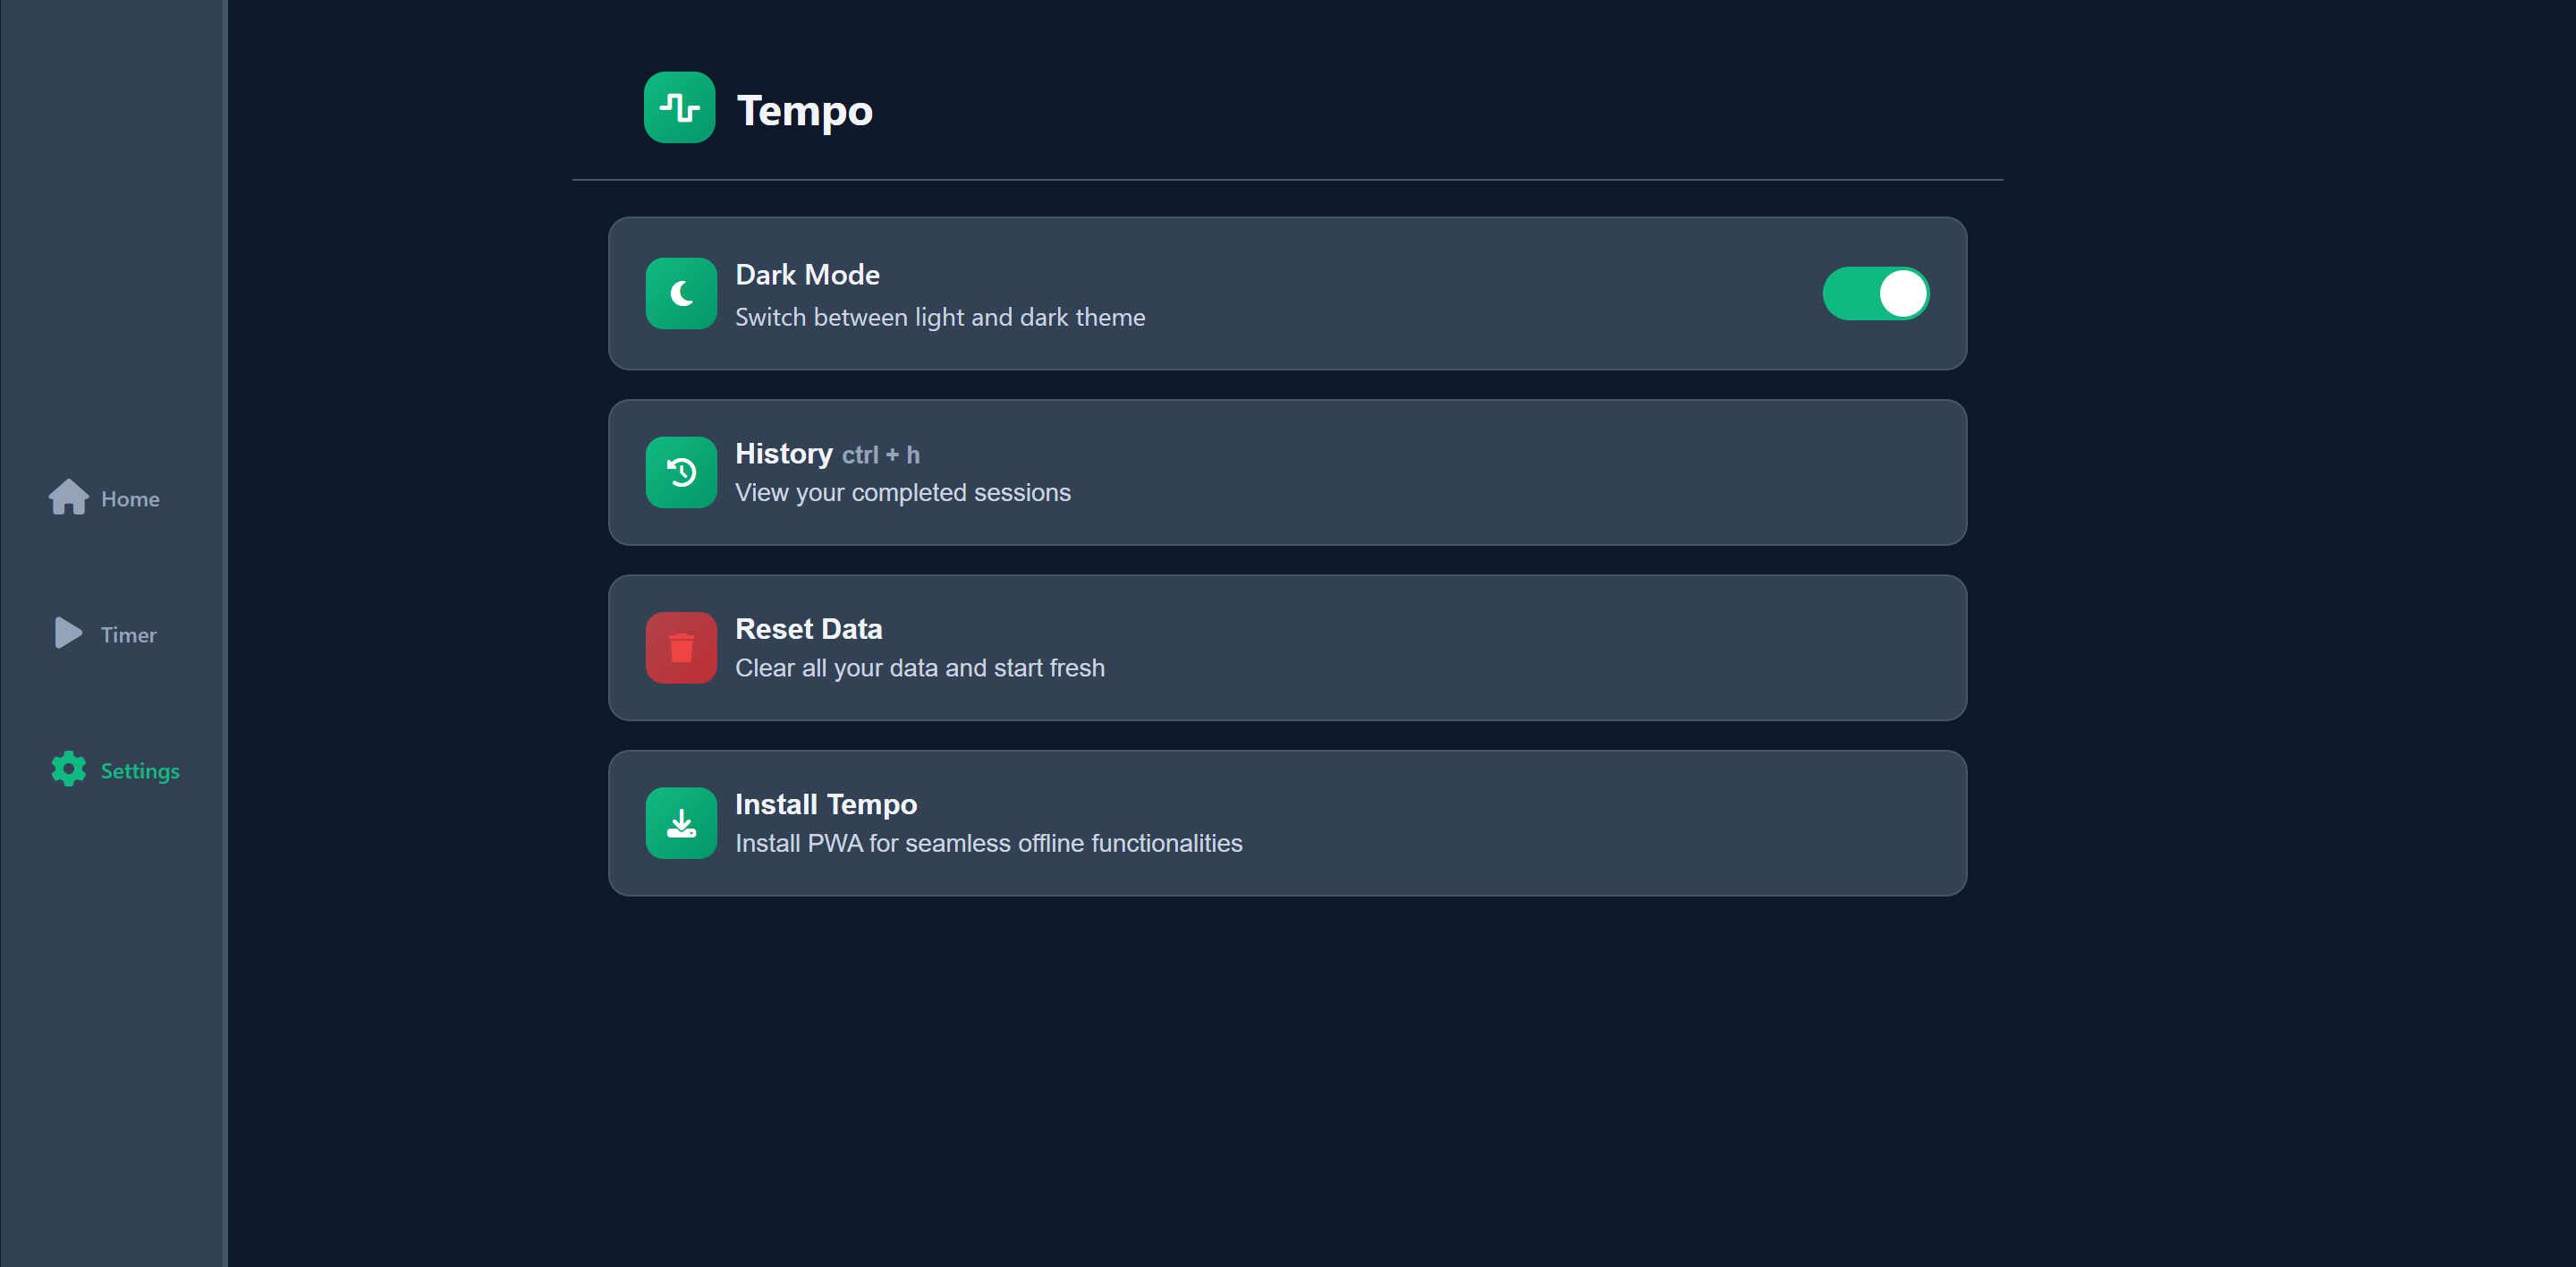 Tempo
Dark Mode
Switch between light and dark theme
History ctrl + h
View your completed sessions
Reset Data
Clear all your data and start fresh
Install Tempo
Install PWA for seamless offline functionalities
Home
Timer
Settings